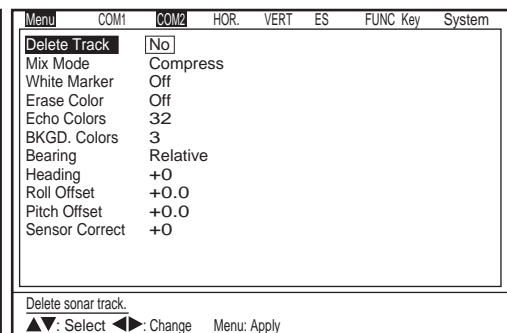 Menu COM1 COM2 HOR. VERT ES FUNC Key System
Delete Track No
Mix Mode Compress
White Marker Off
Erase Color Off
Echo Colors 32
BKGD. Colors 3
Bearing Relative
Heading +0
Roll Offset +0.0
Pitch Offset +0.0
Sensor Correct +0
Delete sonar track.
▲▼: Select ◀▶: Change Menu: Apply